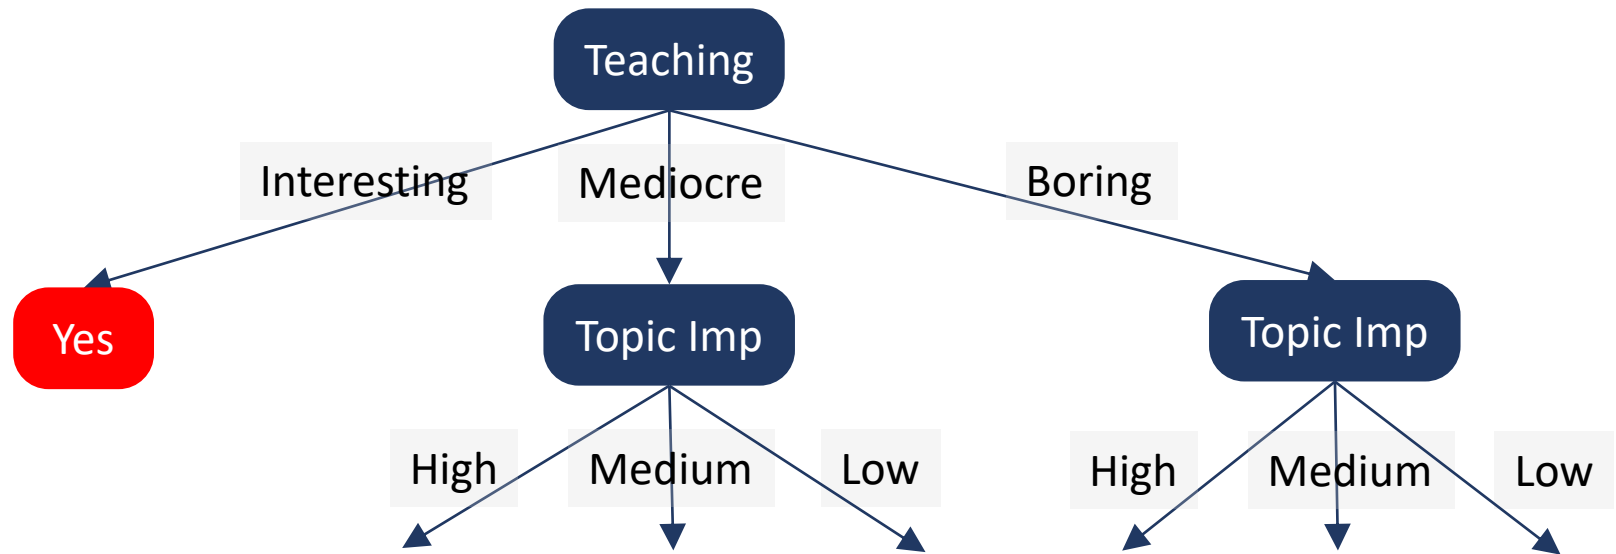 Teaching
Interesting
Mediocre
Boring
Yes
Topic Imp
Topic Imp
High
Medium
Low
High
Medium
Low